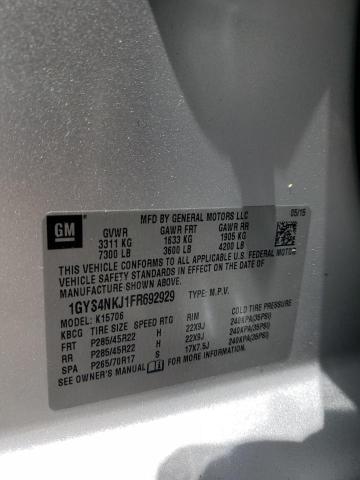 GM
MFD BY GENERAL MOTORS LLC 05/15
GVWR GAWR FRT GAWR RR
3311 KG 1633 KG 1905 KG
7300 LB 3600 LB 4200 LB
THIS VEHICLE CONFORMS TO ALL APPLICABLE U.S. FEDERAL MOTOR
VEHICLE SAFETY STANDARDS IN EFFECT ON THE DATE OF
MANUFACTURE SHOWN ABOVE.
1GYS4NKJ1FR692929 TYPE: M.P.V.
MODEL: K15706
KBCG TIRE SIZE SPEED RTG RIM COLD TIRE PRESSURE
FRT P285/45R22 H 22X9J 240KPA(35PSI)
RR P285/45R22 H 22X9J 240KPA(35PSI)
SPA P265/70R17 S 17X7.5J 240KPA(35PSI)
SEE OWNER'S MANUAL FOR ADDITIONAL INFORMATION.